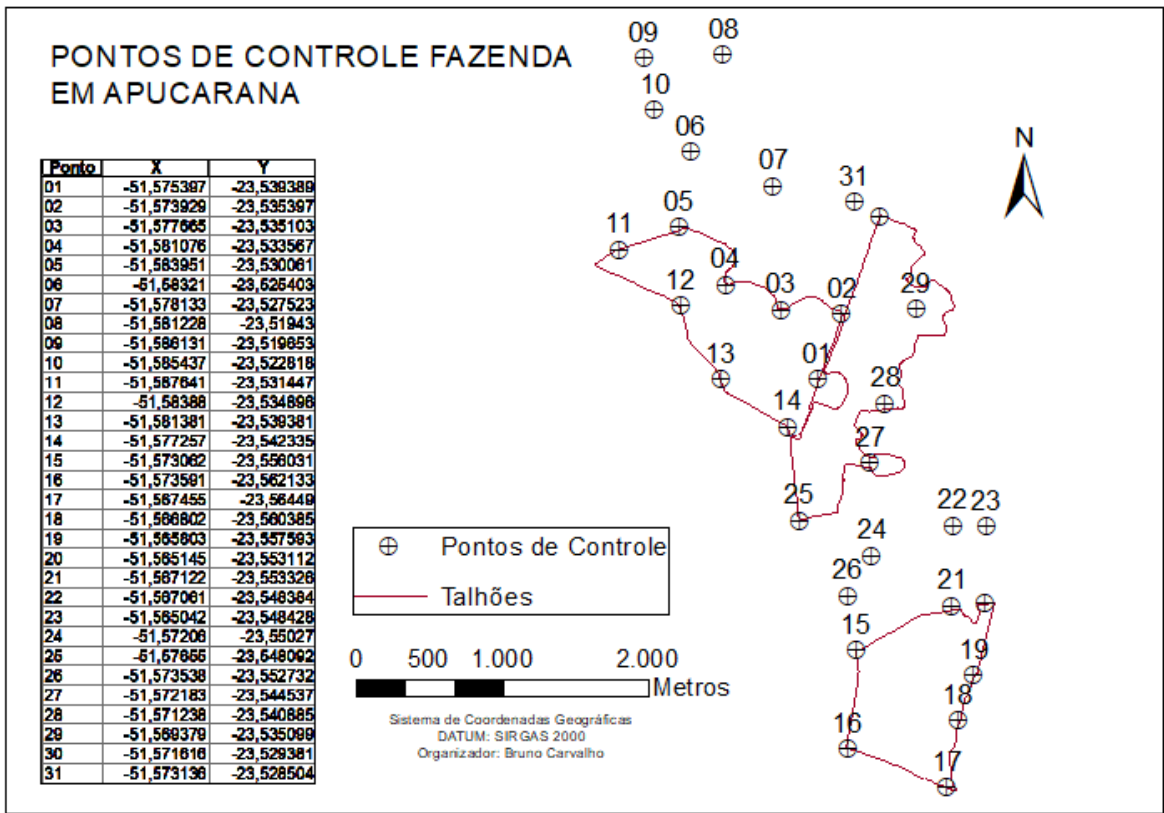 PONTOS DE CONTROLE FAZENDA
EM APUCARANA
Ponto X Y
01 -51,575397 -23,539389
02 -51,573929 -23,535397
03 -51,577665 -23,535103
04 -51,581076 -23,533567
05 -51,583951 -23,530061
06 -51,58321 -23,525403
07 -51,578133 -23,527523
08 -51,581228 -23,51943
09 -51,586131 -23,519653
10 -51,585437 -23,522818
11 -51,587641 -23,531447
12 -51,58388 -23,534896
13 -51,581381 -23,539381
14 -51,577257 -23,542335
15 -51,573062 -23,556031
16 -51,573591 -23,562133
17 -51,567455 -23,56449
18 -51,566802 -23,560385
19 -51,565803 -23,557593
20 -51,565145 -23,553112
21 -51,567122 -23,553326
22 -51,567061 -23,548384
23 -51,565042 -23,548428
24 -51,57206 -23,55027
25 -51,57655 -23,548092
26 -51,573538 -23,552732
27 -51,572183 -23,544537
28 -51,571238 -23,540885
29 -51,569379 -23,535099
30 -51,571616 -23,529381
31 -51,573136 -23,528504
09
08
10
06
07
31
05
11
04
29
12
03
02
13
01
28
14
27
25
22
23
24
26
21
15
19
18
16
17
N
Pontos de Controle
Talhões
0 500 1.000 2.000
Metros
Sistema de Coordenadas Geográficas
DATUM: SIRGAS 2000
Organizador: Bruno Carvalho